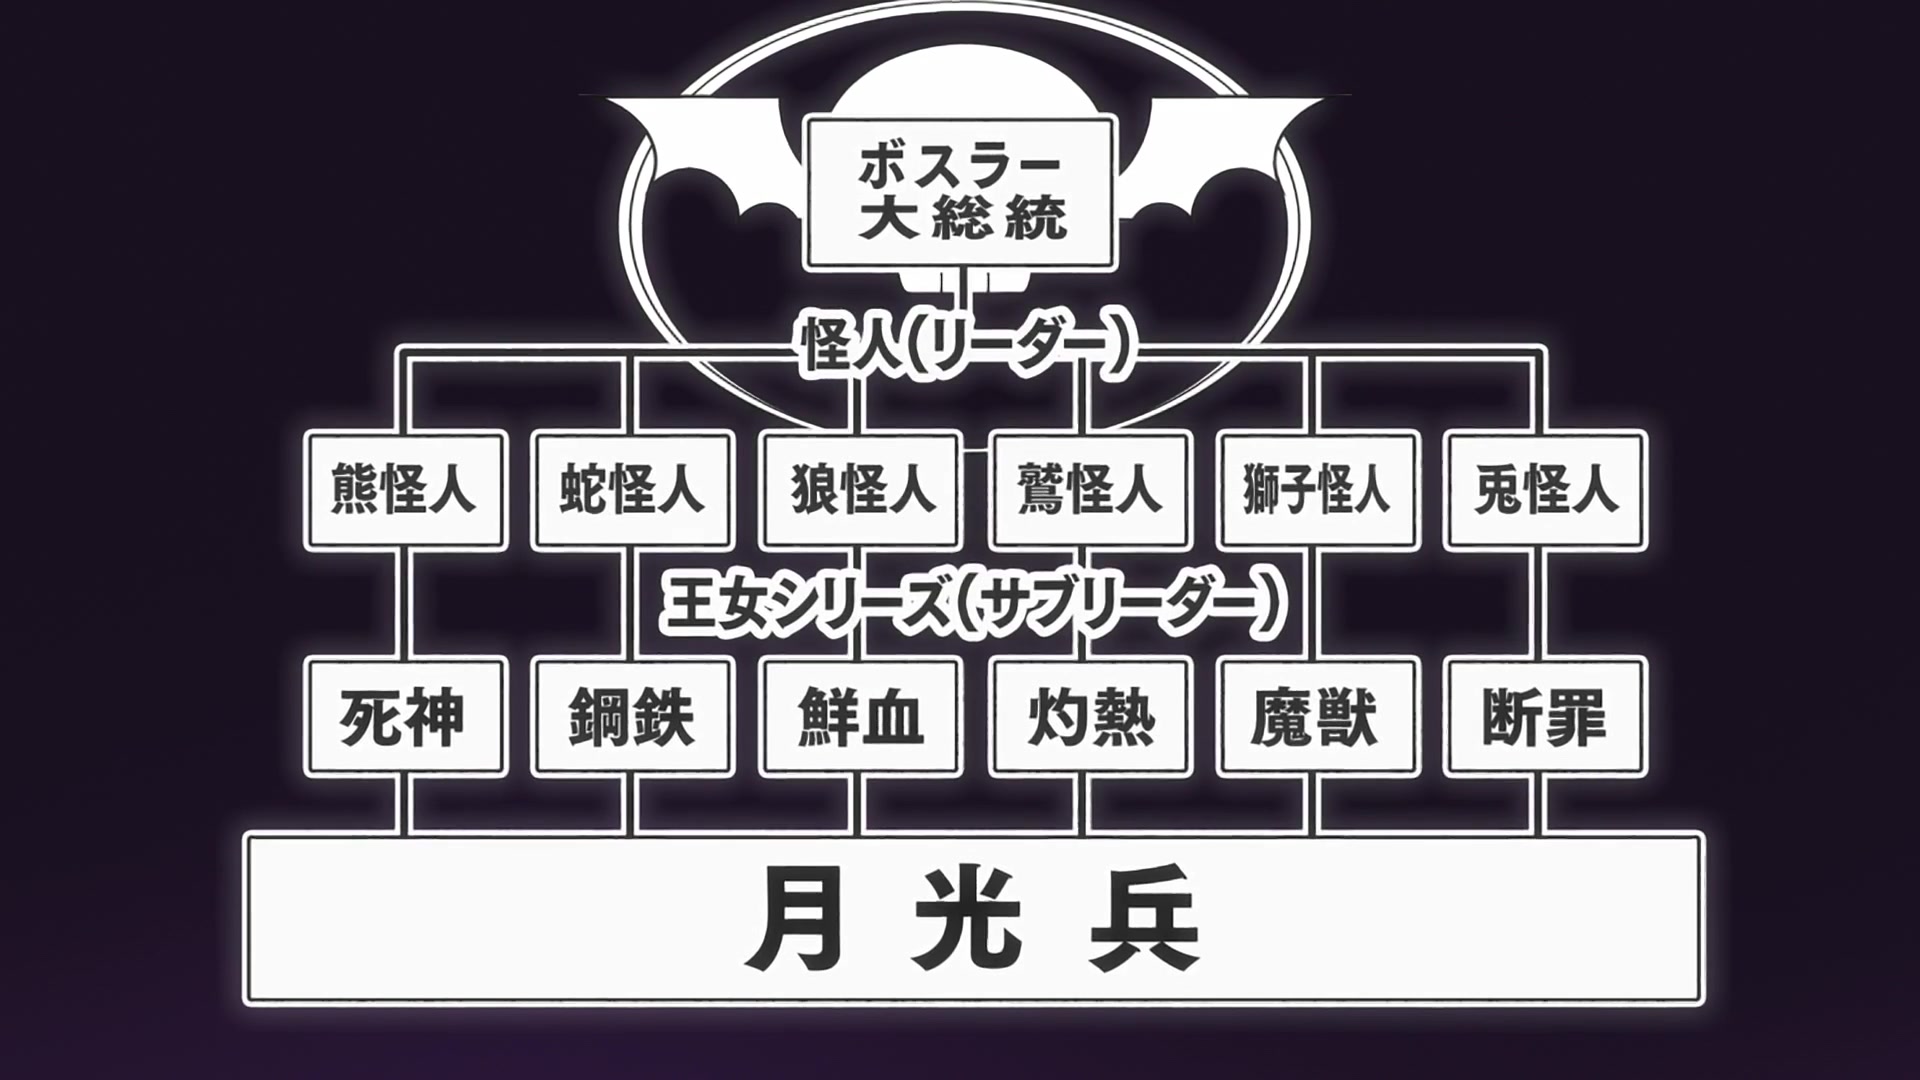 ボスラー
大総統
怪人(リーダー)
熊怪人 蛇怪人 狼怪人 鷲怪人 獅子怪人 兎怪人
王女シリーズ(サブリーダー)
死神 鋼鉄 鮮血 灼熱 魔獣 断罪
月光兵